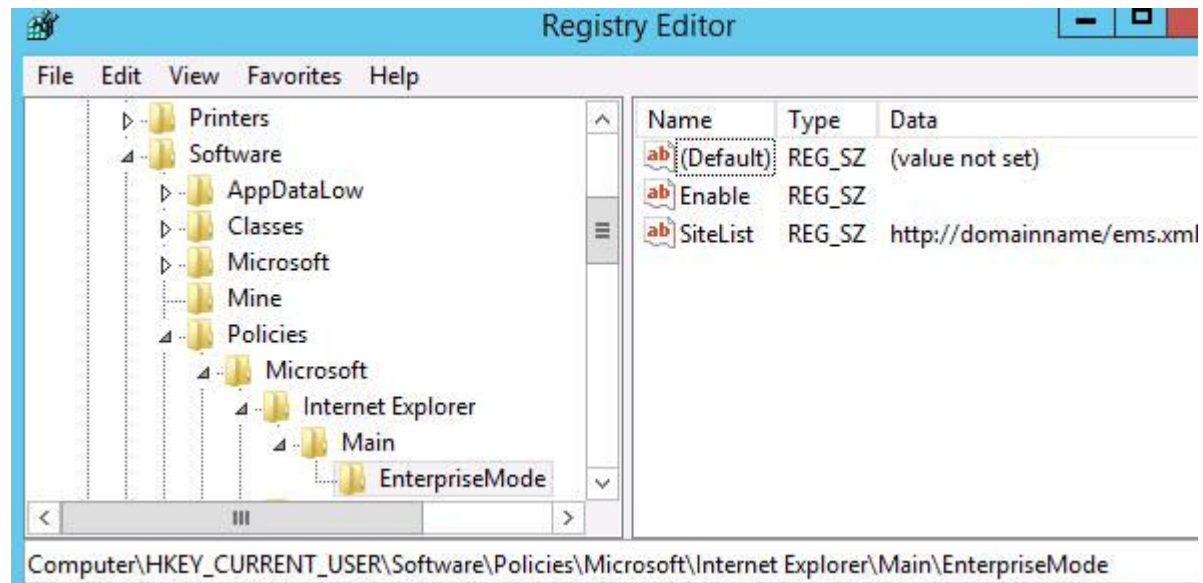 Registry Editor
File Edit View Favorites Help
Printers
Software
AppDataLow
Classes
Microsoft
Mine
Policies
Microsoft
Internet Explorer
Main
EnterpriseMode
Name Type Data
(Default) REG_SZ (value not set)
Enable REG_SZ
SiteList REG_SZ http://domainname/ems.xml
Computer\HKEY_CURRENT_USER\Software\Policies\Microsoft\Internet Explorer\Main\EnterpriseMode